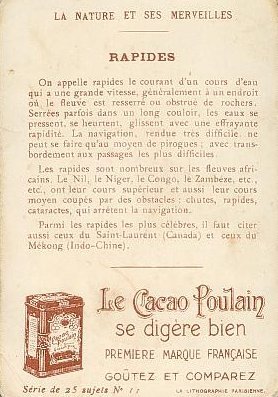 LA NATURE ET SES MERVEILLES
RAPIDES
On appelle rapides le courant d'un cours d'eau
qui a une grande vitesse, généralement à un endroit
où le fleuve est resserré ou obstrué de rochers.
Serrées parfois dans un long couloir, les eaux se
pressent, se heurtent, glissent avec une effrayante
rapidité. La navigation, rendue très difficile, ne
peut se faire qu'au moyen de pirogues ; avec trans-
bordement aux passages les plus difficiles.
Les rapides sont nombreux sur les fleuves afri-
cains. Le Nil, le Niger, le Congo, le Zambèze, etc.,
etc., ont leur cours supérieur et aussi leur cours
moyen coupés par des obstacles : chutes, rapides,
cataractes, qui arrêtent la navigation.
Parmi les rapides les plus célèbres, il faut citer
aussi ceux du Saint-Laurent (Canada) et ceux du
Mékong (Indo-Chine).
Le Cacao Poulain
se digère bien
PREMIERE MARQUE FRANÇAISE
GOÛTEZ ET COMPAREZ
Série de 25 sujets N° 11
LA LITHOGRAPHIE PARISIENNE